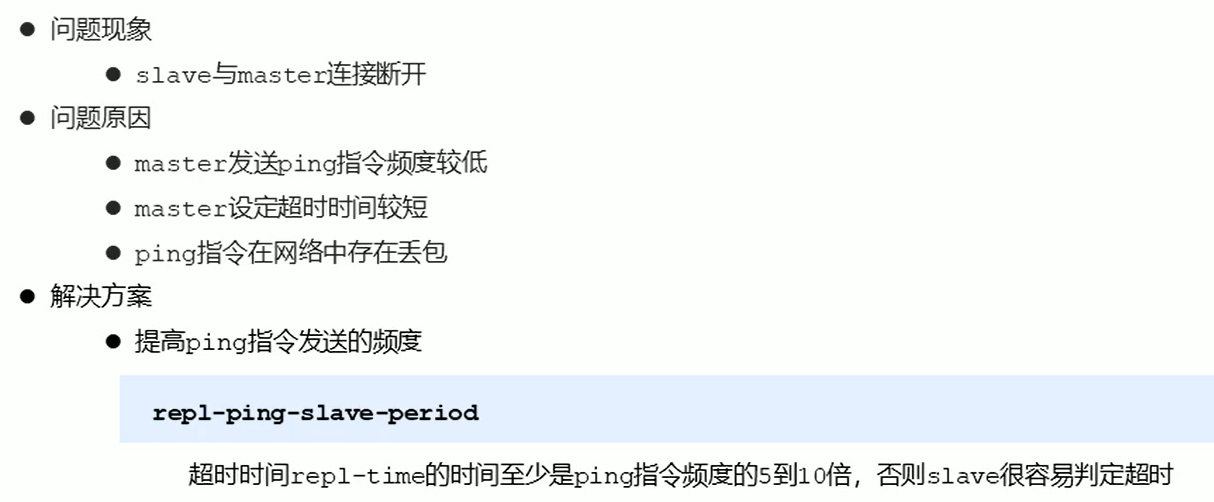 ● 问题现象
● slave与master连接断开
● 问题原因
● master发送ping指令频度较低
● master设定超时时间较短
● ping指令在网络中存在丢包
● 解决方案
● 提高ping指令发送的频度
repl-ping-slave-period
超时时间repl-time的时间至少是ping指令频度的5到10倍，否则slave很容易判定超时